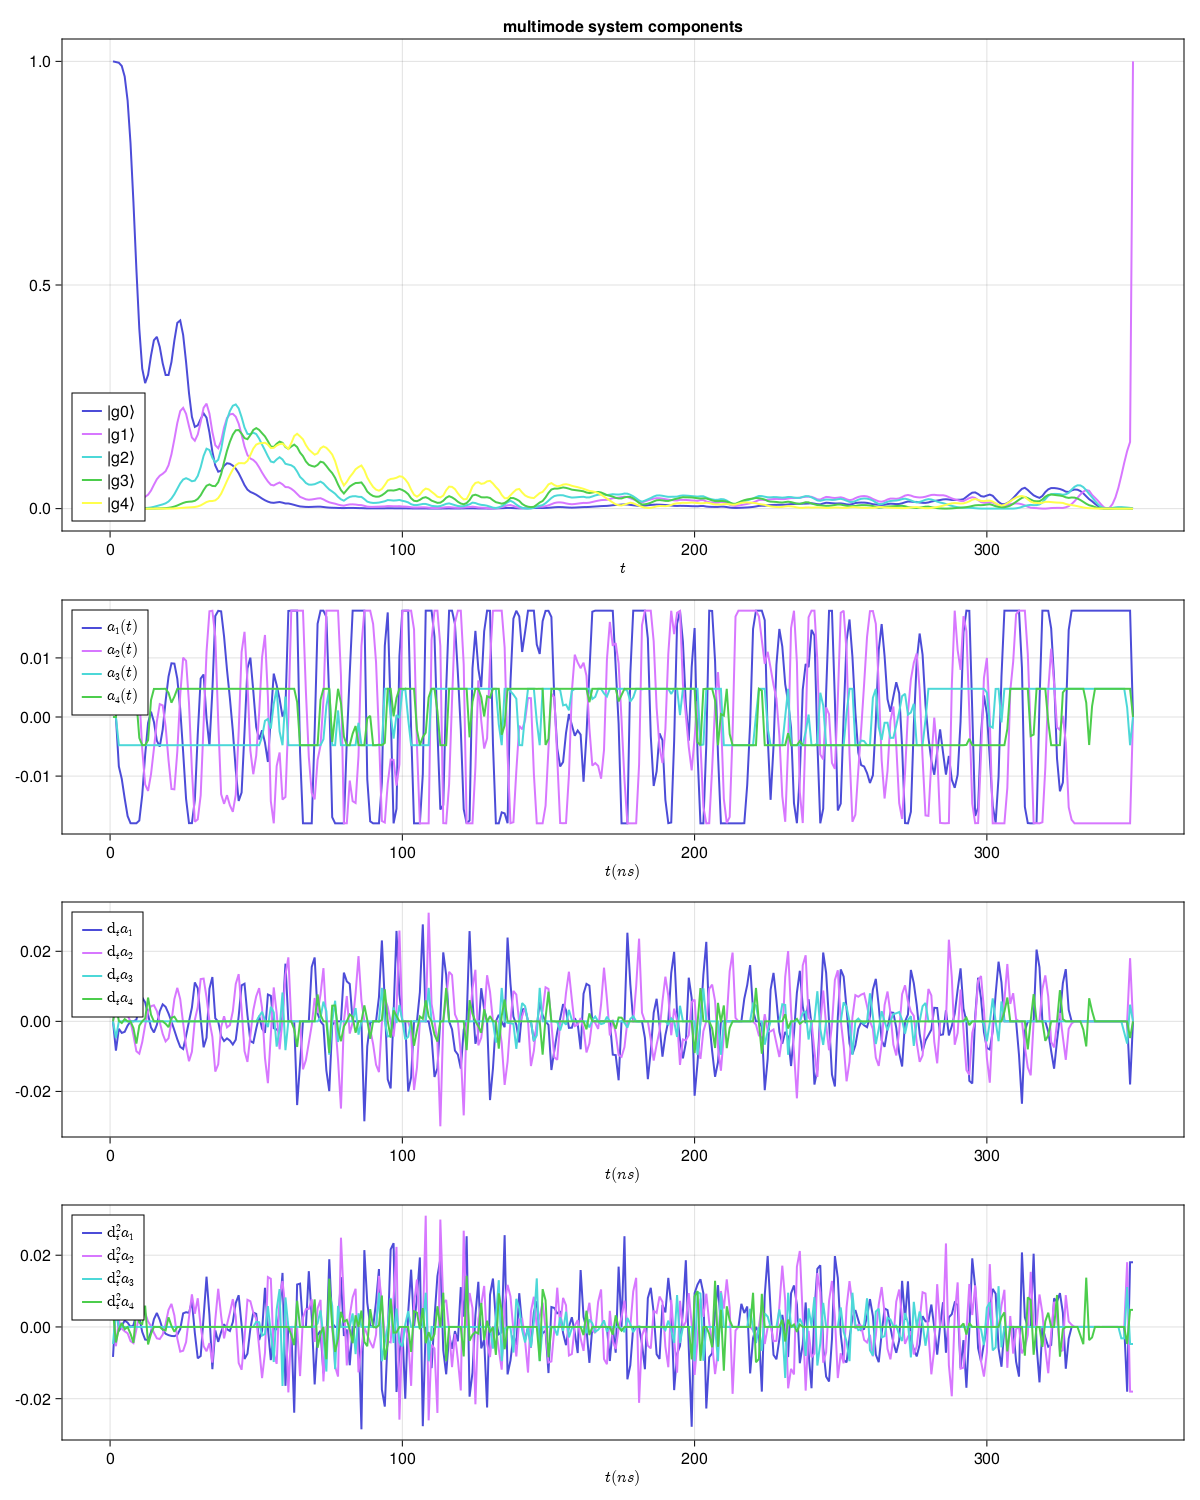 multimode system components
1.0
0.5
0.0
|g0⟩
|g1⟩
|g2⟩
|g3⟩
|g4⟩
0 100 200 300
t
0.01
0.00
-0.01
a₁(t)
a₂(t)
a₃(t)
a₄(t)
0 100 200 300
t(ns)
0.02
0.00
-0.02
dₜa₁
dₜa₂
dₜa₃
dₜa₄
0 100 200 300
t(ns)
0.02
0.00
-0.02
d²ₜa₁
d²ₜa₂
d²ₜa₃
d²ₜa₄
0 100 200 300
t(ns)